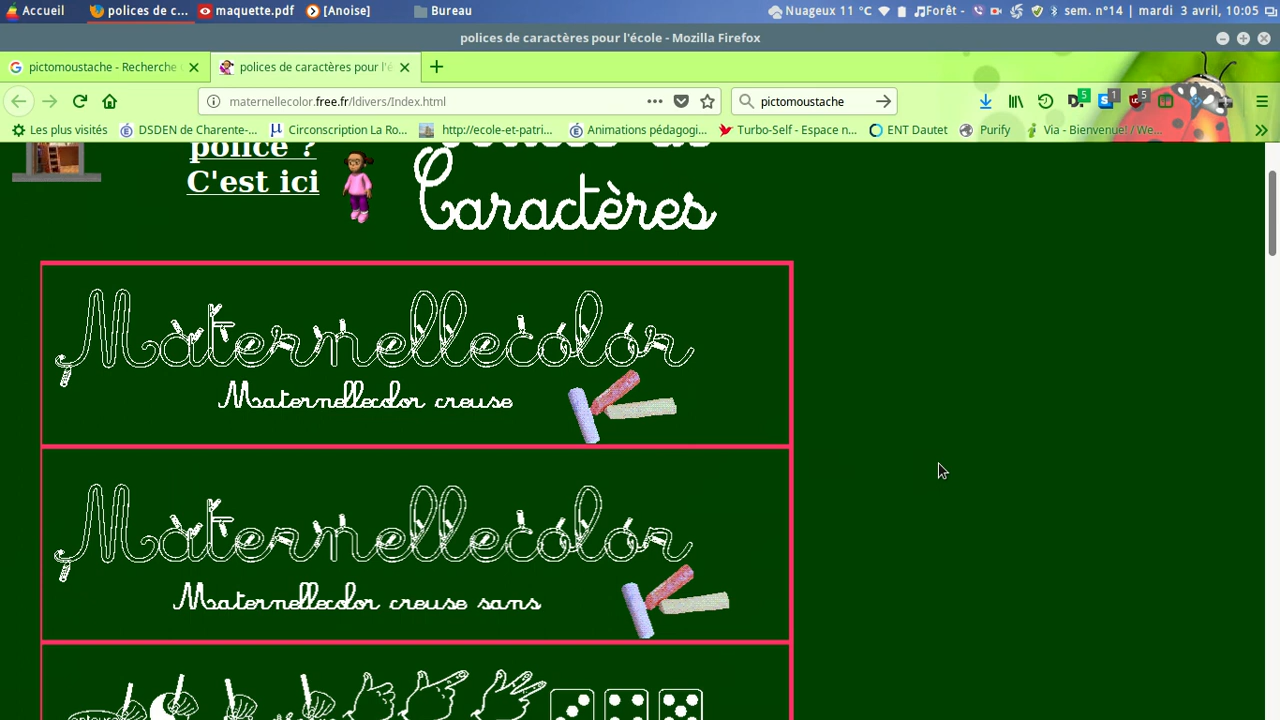 Accueil polices de c... maquette.pdf [Anoise] Bureau Nuageux 11 °C Forêt - sem. n°14 | mardi 3 avril, 10:05
polices de caractères pour l'école - Mozilla Firefox
pictomoustache - Recherche polices de caractères pour l'é
maternellecolor.free.fr/ldivers/Index.html pictomoustache 5 1 5
Les plus visités DSDEN de Charente-... Circonscription La Ro... http://ecole-et-patri... Animations pédagogi... Turbo-Self - Espace n... ENT Dautet Purify Via - Bienvenue! / We...
police ?
C'est ici
Caractères
Maternellecolor
Maternellecolor creuse
Maternellecolor
Maternellecolor creuse sans